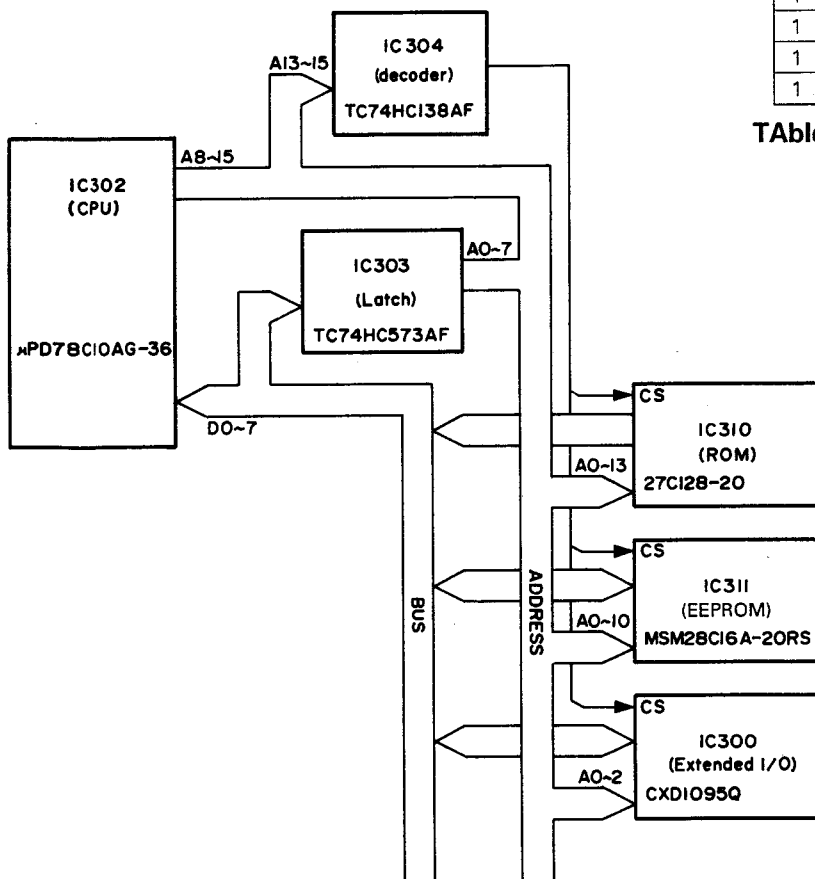 1
1
1
TAble
IC304
(decoder)
TC74HC138AF
A13~15
A8~15
IC302
(CPU)
μPD78C10AG-36
A0~7
IC303
(Latch)
TC74HC573AF
D0~7
CS
IC310
(ROM)
27C128-20
A0~13
CS
IC311
(EEPROM)
MSM28C16A-20RS
A0~10
BUS
ADDRESS
CS
IC300
(Extended I/O)
CXD1095Q
A0~2